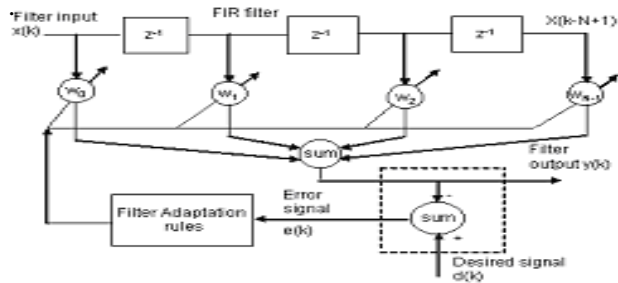 Filter input
x(k)
FIR filter
z-1
z-1
z-1
X(k-N+1)
w0
w1
w2
wn-1
sum
Filter
output y(k)
Error
signal
e(k)
Filter Adaptation
rules
-
sum
+
Desired signal
d(k)